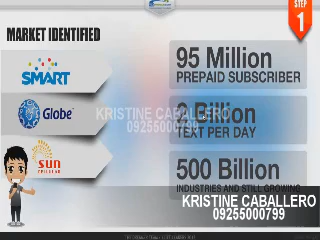 STEP
1
MARKET IDENTIFIED
SMART
Globe
sun
CELLULAR
95 Million
PREPAID SUBSCRIBER
2 Billion
TEXT PER DAY
500 Billion
INDUSTRIES AND STILL GROWING
KRISTINE CABALLERO
09255000799
KRISTINE CABALLERO
09255000799